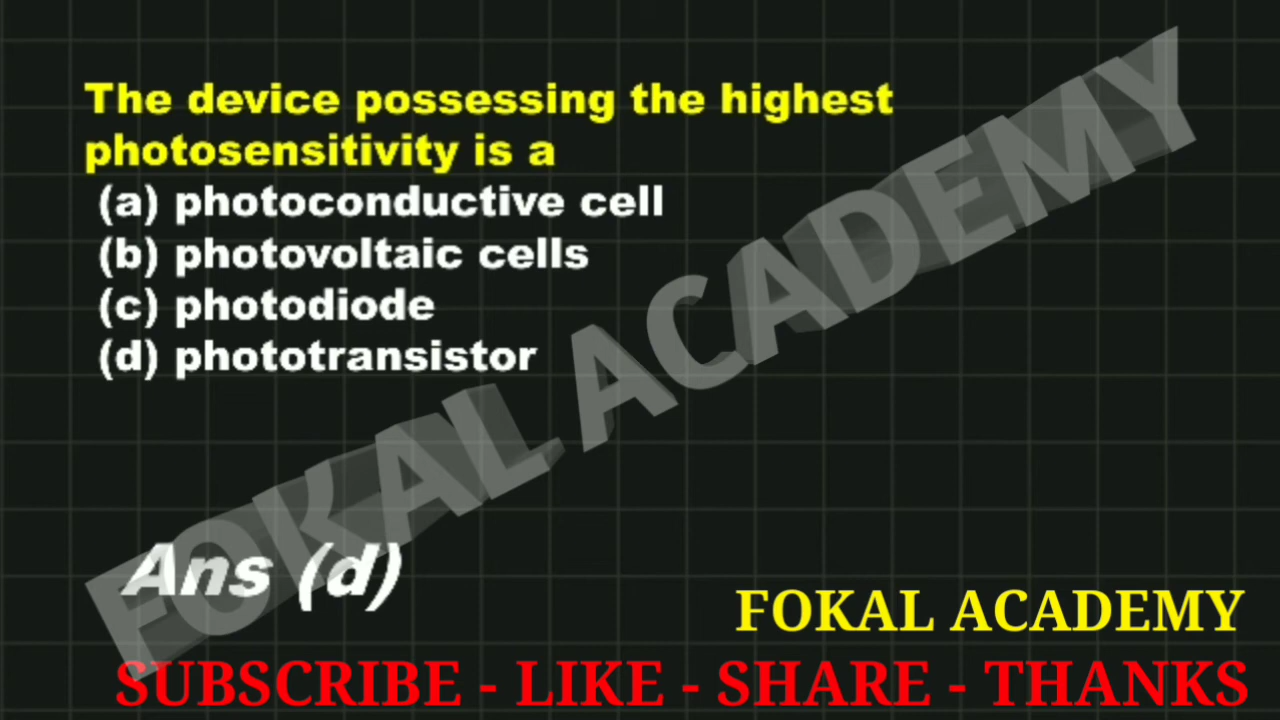 The device possessing the highest
photosensitivity is a
(a) photoconductive cell
(b) photovoltaic cells
(c) photodiode
(d) phototransistor
FOKAL ACADEMY
Ans (d)
FOKAL ACADEMY
SUBSCRIBE - LIKE - SHARE - THANKS